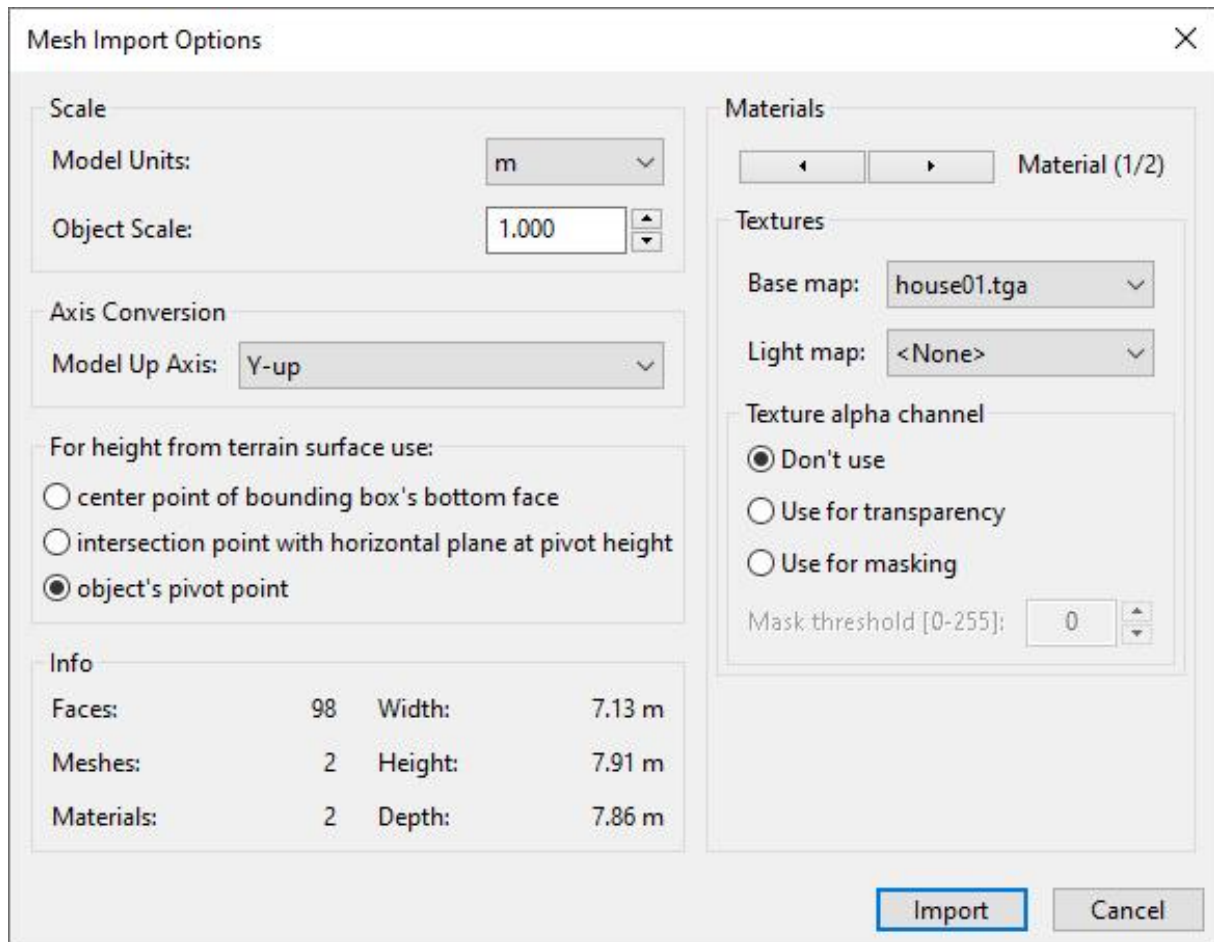 Mesh Import Options
Scale
Model Units: m
Object Scale: 1.000
Axis Conversion
Model Up Axis: Y-up
For height from terrain surface use:
center point of bounding box's bottom face
intersection point with horizontal plane at pivot height
object's pivot point
Info
Faces: 98 Width: 7.13 m
Meshes: 2 Height: 7.91 m
Materials: 2 Depth: 7.86 m
Materials
Material (1/2)
Textures
Base map: house01.tga
Light map: <None>
Texture alpha channel
Don't use
Use for transparency
Use for masking
Mask threshold [0-255]: 0
Import Cancel